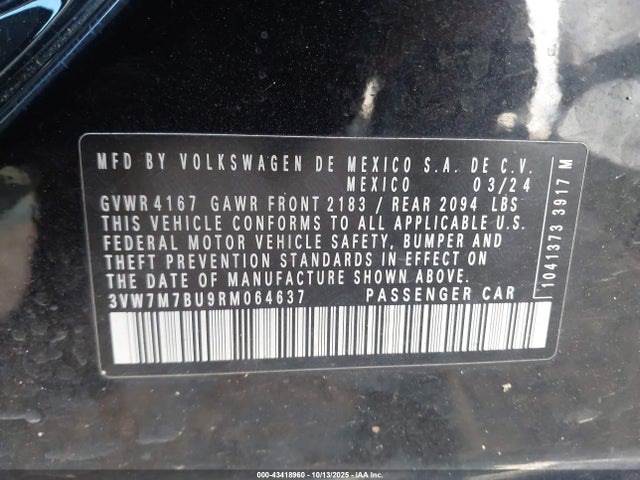 MFD BY VOLKSWAGEN DE MEXICO S.A. DE C.V.
MEXICO 03/24
GVWR 4167 GAWR FRONT 2183 / REAR 2094 LBS
THIS VEHICLE CONFORMS TO ALL APPLICABLE U.S.
FEDERAL MOTOR VEHICLE SAFETY, BUMPER AND
THEFT PREVENTION STANDARDS IN EFFECT ON
THE DATE OF MANUFACTURE SHOWN ABOVE.
3VW7M7BU9RM064637 PASSENGER CAR
1041373 3917 M
000-43418960 - 10/13/2025 - IAA Inc.